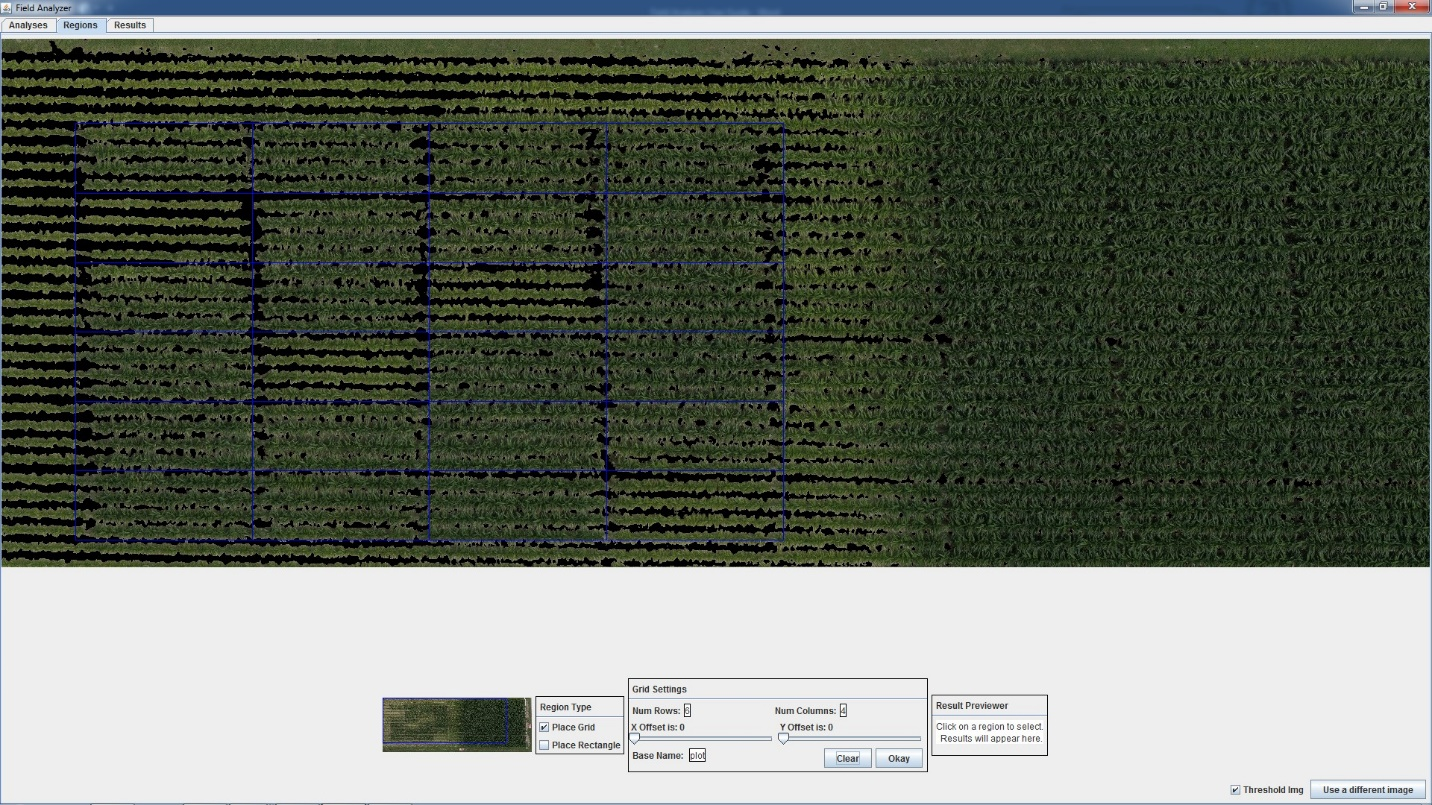 Field Analyzer
Analyses Regions Results
Region Type
Place Grid
Place Rectangle
Grid Settings
Num Rows: 6 Num Columns: 4
X Offset is: 0 Y Offset is: 0
Base Name: plot Clear Okay
Result Previewer
Click on a region to select.
Results will appear here.
Threshold Img Use a different image